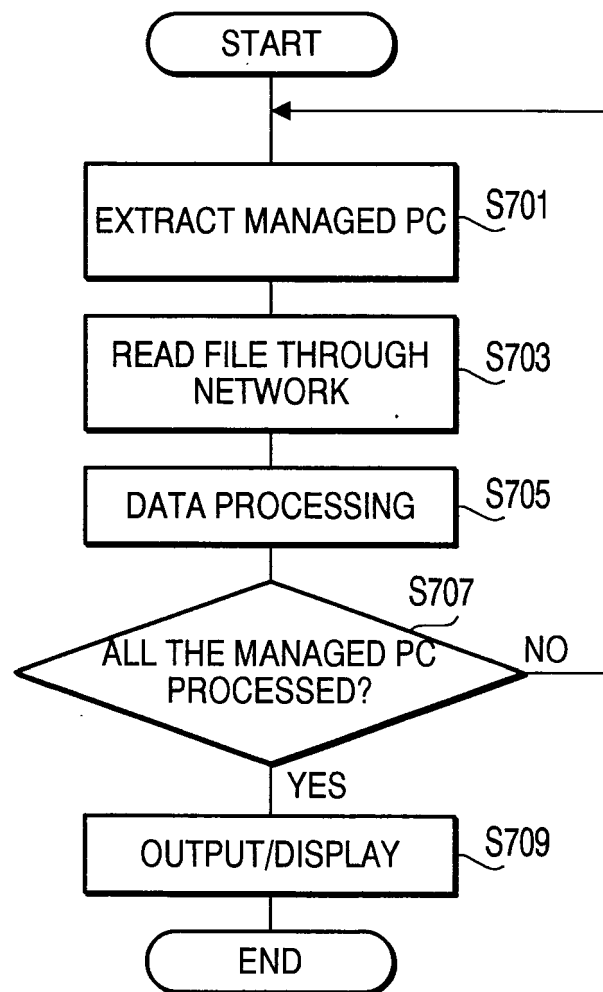 START
EXTRACT MANAGED PC
S701
READ FILE THROUGH
NETWORK
S703
DATA PROCESSING
S705
S707
ALL THE MANAGED PC
PROCESSED?
NO
YES
OUTPUT/DISPLAY
S709
END